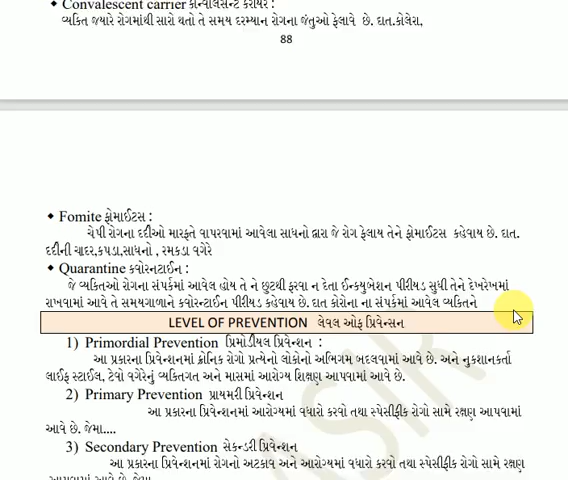 ◆ Convalescent carrier કોન્વાલેસન્ટ કેરીયર :
વ્યક્તિ જ્યારે રોગમાંથી સારો થતો તે સમય દરમ્યાન રોગના જંતુઓ ફેલાવે છે. દાત.કોલેરા,
88
◆ Fomite ફોમાઈટસ :
ચેપી રોગના દર્દીઓ મારફતે વાપરવામાં આવેલા સાધનો દ્વારા જે રોગ ફેલાય તેને ફોમાઈટસ કહેવાય છે. દાત.
દર્દીની ચાદર,કપડા,સાધનો , રમકડા વગેરે
◆ Quarantine ક્વોરનટાઈન :
જે વ્યકિતઓ રોગના સંપર્કમાં આવેલ હોય તે ને છુટથી ફરવા ન દેતા ઈન્ક્યુબેશન પીરીયડ સુધી તેને દેખરેખમાં
રાખવામાં આવે તે સમયગાળાને ક્વોરન્ટાઈન પીરીયડ કહેવાય છે. દાત કોરોના ના સંપર્કમાં આવેલ વ્યકિતને
LEVEL OF PREVENTION લેવલ ઓફ પ્રિવેન્સન
1) Primordial Prevention પ્રિમોર્ડીયલ પ્રિવેન્શન :
આ પ્રકારના પ્રિવેન્શનમાં ક્રોનિક રોગો પ્રત્યેનો લોકોનો અભિગમ બદલવામાં આવે છે. અને નુકશાનકર્તા
લાઈફ સ્ટાઈલ, ટેવો વગેરેનું વ્યકિતગત અને માસમાં આરોગ્ય શિક્ષણ આપવામાં આવે છે.
2) Primary Prevention પ્રાયમરી પ્રિવેન્શન
આ પ્રકારના પ્રિવેન્શનમાં આરોગ્યમાં વધારો કરવો તથા સ્પેસીફીક રોગો સામે રક્ષણ આપવામાં
આવે છે. જેમા....
3) Secondary Prevention સેકન્ડરી પ્રિવેન્શન
આ પ્રકારના પ્રિવેન્શનમાં રોગનો અટકાવ અને આરોગ્યમાં વધારો કરવો તથા સ્પેસીફીક રોગો સામે રક્ષણ